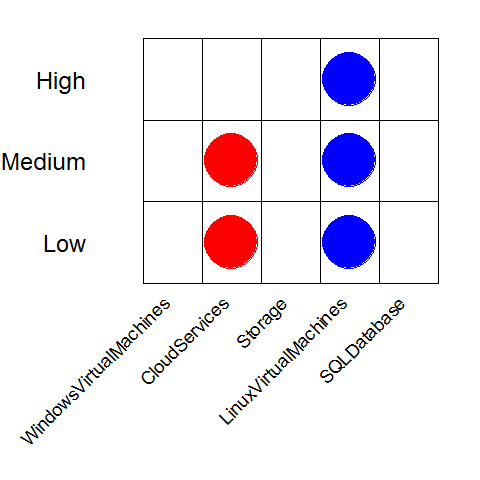 High
Medium
Low
WindowsVirtualMachines
CloudServices
Storage
LinuxVirtualMachines
SQLDatabase